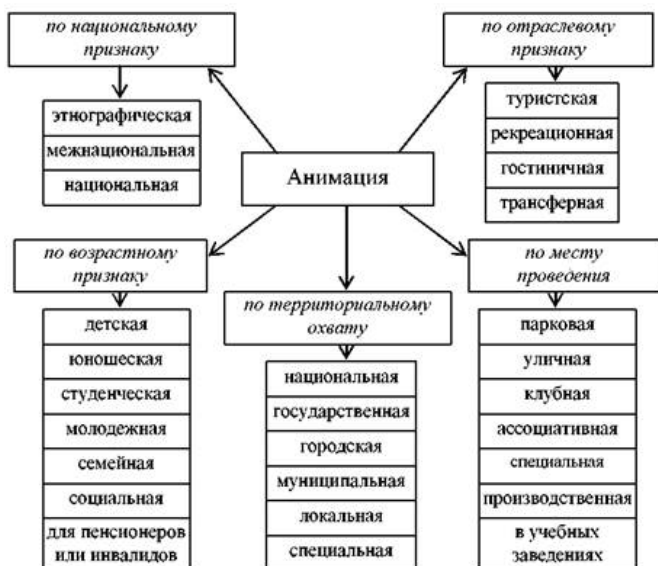 по национальному
признаку
этнографическая
межнациональная
национальная
по отраслевому
признаку
туристская
рекреационная
гостиничная
трансферная
Анимация
по возрастному
признаку
детская
юношеская
студенческая
молодежная
семейная
социальная
для пенсионеров
или инвалидов
по территориальному
охвату
национальная
государственная
городская
муниципальная
локальная
специальная
по месту
проведения
парковая
уличная
клубная
ассоциативная
специальная
производственная
в учебных
заведениях